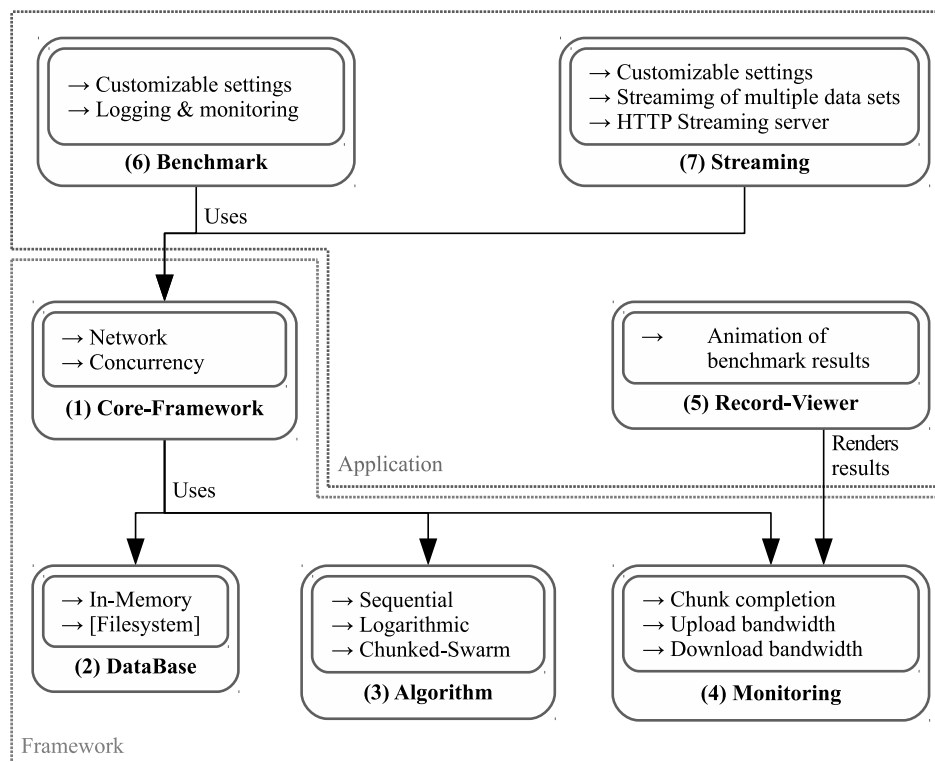 → Customizable settings
→ Logging & monitoring
(6) Benchmark
→ Customizable settings
→ Streamimg of multiple data sets
→ HTTP Streaming server
(7) Streaming
Uses
→ Network
→ Concurrency
(1) Core-Framework
→ Animation of
benchmark results
(5) Record-Viewer
Application
Renders
results
Uses
→ In-Memory
→ [Filesystem]
(2) DataBase
→ Sequential
→ Logarithmic
→ Chunked-Swarm
(3) Algorithm
→ Chunk completion
→ Upload bandwidth
→ Download bandwidth
(4) Monitoring
Framework